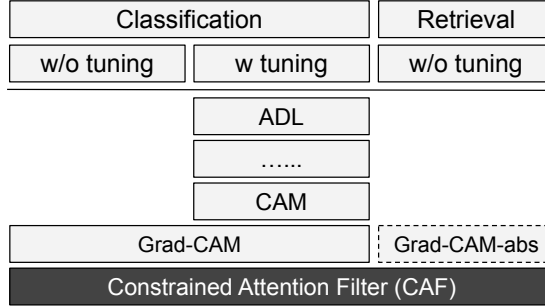 Classification Retrieval
w/o tuning w tuning w/o tuning
ADL
…...
CAM
Grad-CAM Grad-CAM-abs
Constrained Attention Filter (CAF)